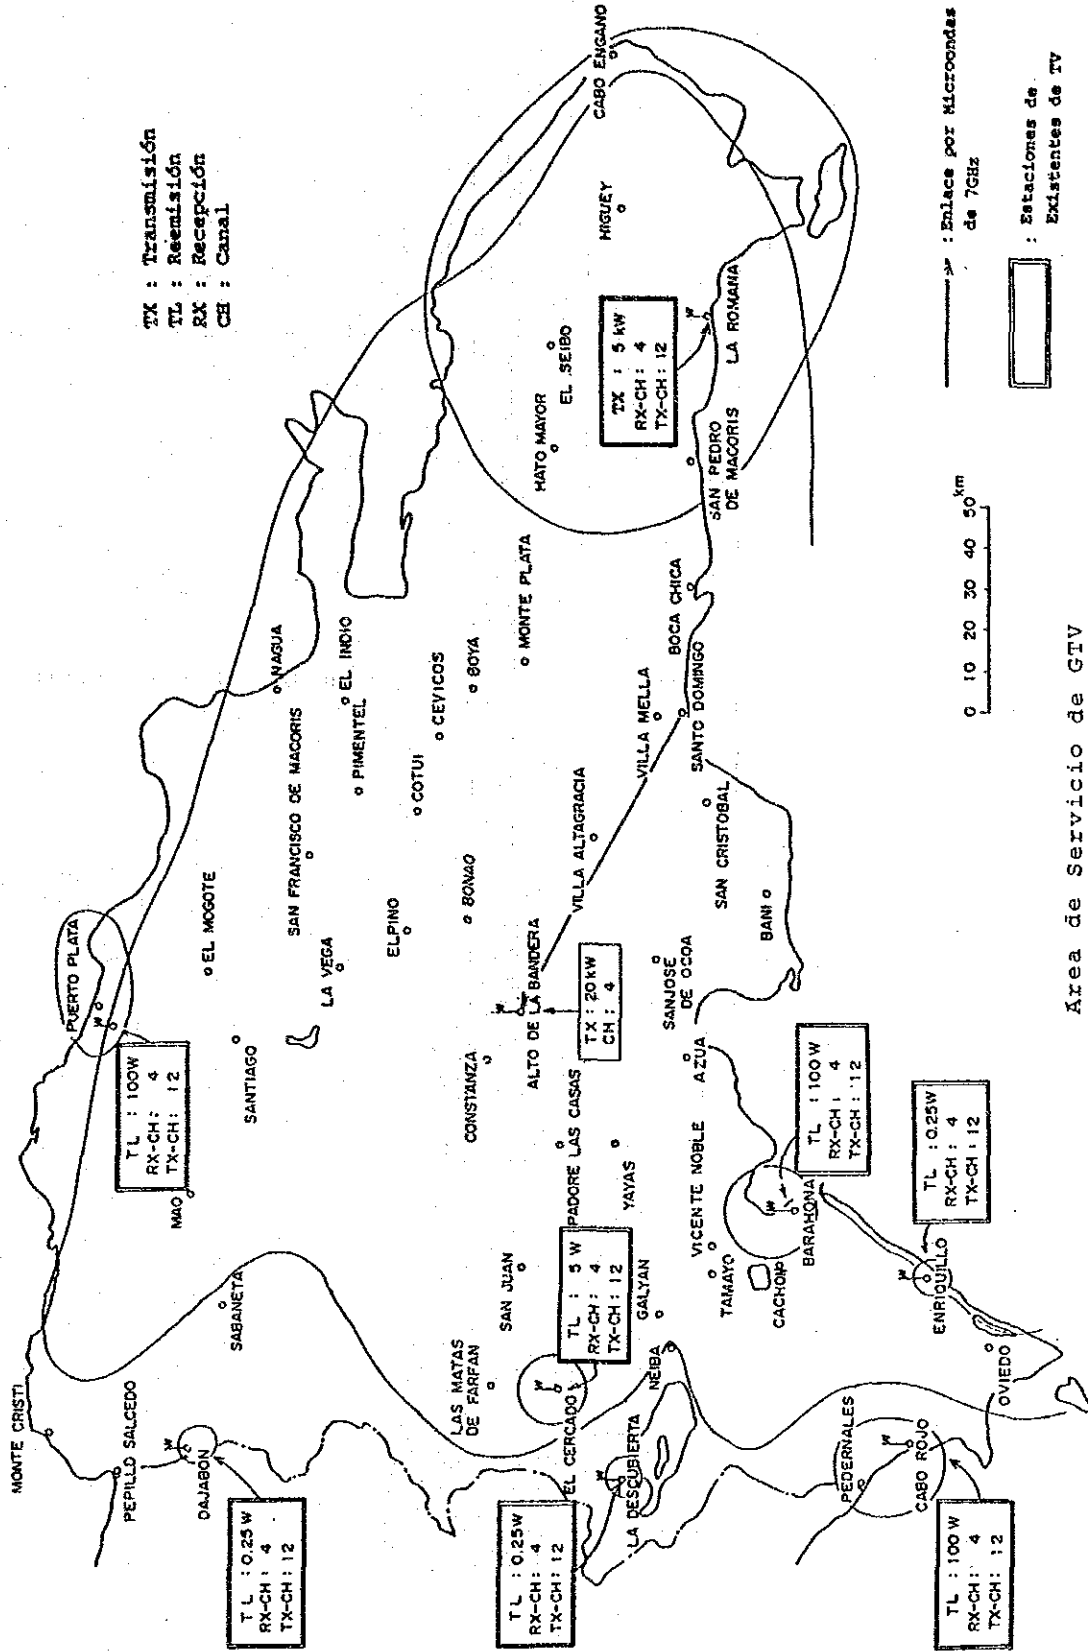 TX : Transmisión
TL : Reemisión
RX : Recepción
CH : Canal
MONTE CRISTI
PEPILLO SALCEDO
DAJABON
TL : 0.25W
RX-CH: 4
TX-CH: 12
SABANETA
MAO
PUERTO PLATA
TL : 100W
RX-CH: 4
TX-CH: 12
SANTIAGO
EL MOGOTE
LA VEGA
SAN FRANCISCO DE MACORIS
NAGUA
EL INDIO
PIMENTEL
ELPINO
COTUI
CEVICOS
BONAO
BOYA
MONTE PLATA
CONSTANZA
ALTO DE LA BANDERA
TX : 20kW
CH : 4
VILLA ALTAGRACIA
VILLA MELLA
SANTO DOMINGO
BOCA CHICA
SAN CRISTOBAL
BANI
SANJOSE
DE OCOA
AZUA
PADORE LAS CASAS
YAYAS
VICENTE NOBLE
TAMAYO
CACHON
BARAHONA
TL : 100W
RX-CH: 4
TX-CH: 12
SAN JUAN
LAS MATAS
DE FARFAN
EL CERCADO
TL : 5 W
RX-CH: 4
TX-CH: 12
GALVAN
NEIBA
LA DESCUBIERTA
TL : 0.25W
RX-CH: 4
TX-CH: 12
ENRIQUILLO
TL : 0.25W
RX-CH: 4
TX-CH: 12
OVIEDO
PEDERNALES
CABO ROJO
TL : 100 W
RX-CH: 4
TX-CH: 12
HATO MAYOR
EL SEIBO
HIGUEY
CABO ENGANO
TX : 5 kW
RX-CH: 4
TX-CH: 12
LA ROMANA
SAN PEDRO
DE MACORIS
0 10 20 30 40 50 km
: Enlace por Microondas
de 7GHz
: Estaciones de
Existentes de TV
Area de Servicio de GTV